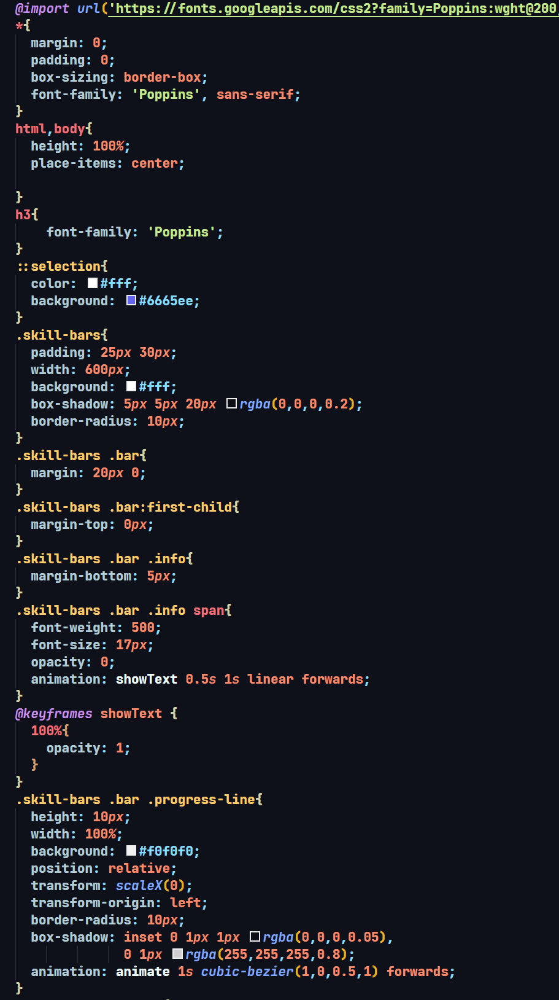 @import url('https://fonts.googleapis.com/css2?family=Poppins:wght@200
*{
  margin: 0;
  padding: 0;
  box-sizing: border-box;
  font-family: 'Poppins', sans-serif;
}
html,body{
  height: 100%;
  place-items: center;

}
h3{
    font-family: 'Poppins';
}
::selection{
  color: #fff;
  background: #6665ee;
}
.skill-bars{
  padding: 25px 30px;
  width: 600px;
  background: #fff;
  box-shadow: 5px 5px 20px rgba(0,0,0,0.2);
  border-radius: 10px;
}
.skill-bars .bar{
  margin: 20px 0;
}
.skill-bars .bar:first-child{
  margin-top: 0px;
}
.skill-bars .bar .info{
  margin-bottom: 5px;
}
.skill-bars .bar .info span{
  font-weight: 500;
  font-size: 17px;
  opacity: 0;
  animation: showText 0.5s 1s linear forwards;
}
@keyframes showText {
  100%{
    opacity: 1;
  }
}
.skill-bars .bar .progress-line{
  height: 10px;
  width: 100%;
  background: #f0f0f0;
  position: relative;
  transform: scaleX(0);
  transform-origin: left;
  border-radius: 10px;
  box-shadow: inset 0 1px 1px rgba(0,0,0,0.05),
              0 1px rgba(255,255,255,0.8);
  animation: animate 1s cubic-bezier(1,0,0.5,1) forwards;
}